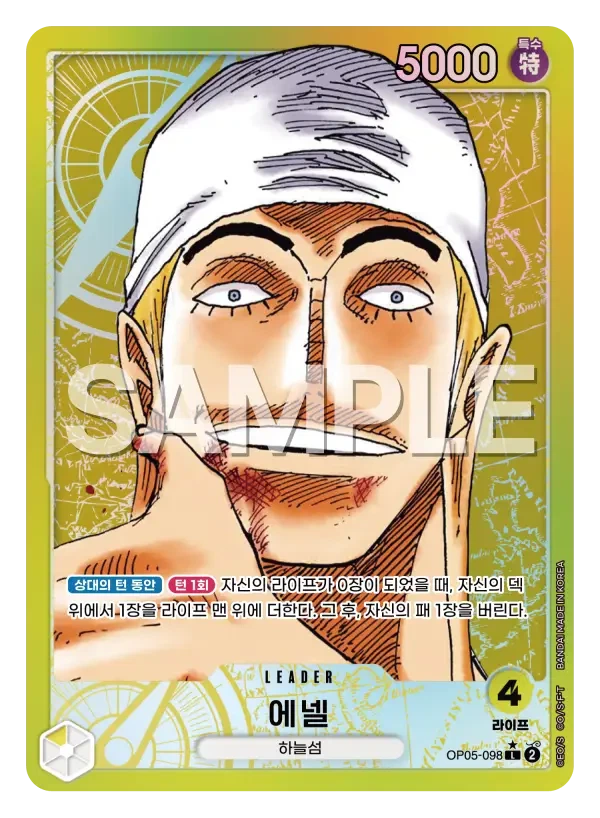 특수
5000 特
SAMPLE
상대의 턴 동안 턴 1회 자신의 라이프가 0장이 되었을 때, 자신의 덱
위에서 1장을 라이프 맨 위에 더한다. 그 후, 자신의 패 1장을 버린다.
LEADER
4
에넬
라이프
하늘섬
OP05-098 L 2
©EO/S ©O/S·F·T BANDAI MADE IN KOREA